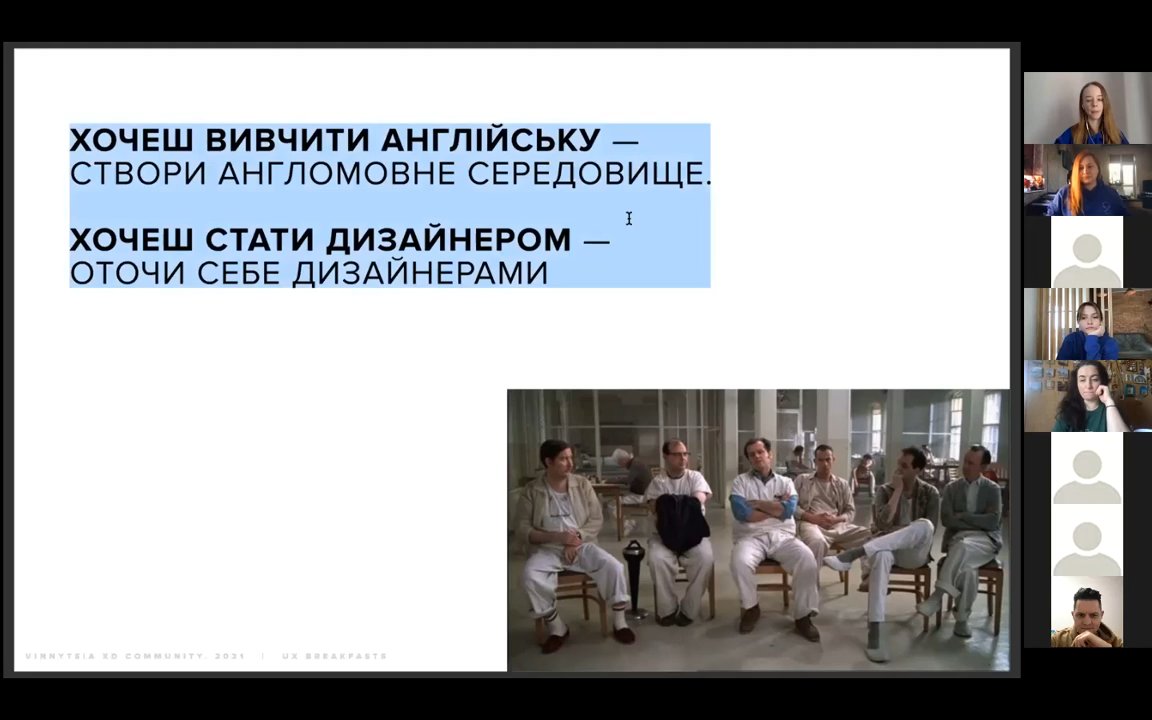 ХОЧЕШ ВИВЧИТИ АНГЛІЙСЬКУ —
СТВОРИ АНГЛОМОВНЕ СЕРЕДОВИЩЕ.
ХОЧЕШ СТАТИ ДИЗАЙНЕРОМ —
ОТОЧИ СЕБЕ ДИЗАЙНЕРАМИ
VINNYTSIA XD COMMUNITY. 2021 | UX BREAKFASTS